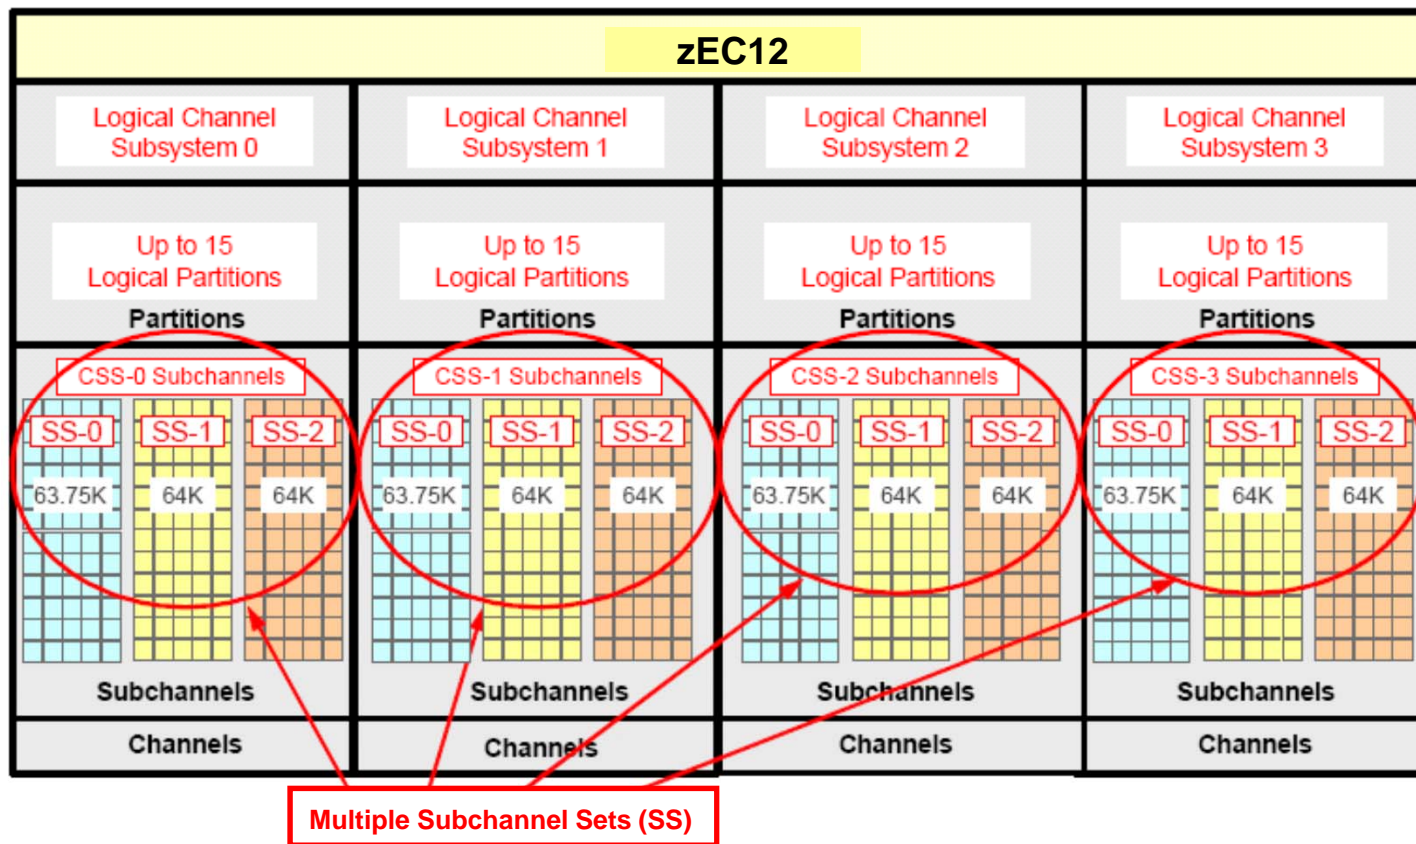 zEC12
Logical Channel
Subsystem 0
Logical Channel
Subsystem 1
Logical Channel
Subsystem 2
Logical Channel
Subsystem 3
Up to 15
Logical Partitions
Partitions
Up to 15
Logical Partitions
Partitions
Up to 15
Logical Partitions
Partitions
Up to 15
Logical Partitions
Partitions
CSS-0 Subchannels
SS-0 SS-1 SS-2
63.75K 64K 64K
Subchannels
CSS-1 Subchannels
SS-0 SS-1 SS-2
63.75K 64K 64K
Subchannels
CSS-2 Subchannels
SS-0 SS-1 SS-2
63.75K 64K 64K
Subchannels
CSS-3 Subchannels
SS-0 SS-1 SS-2
63.75K 64K 64K
Subchannels
Channels
Channels
Channels
Channels
Multiple Subchannel Sets (SS)